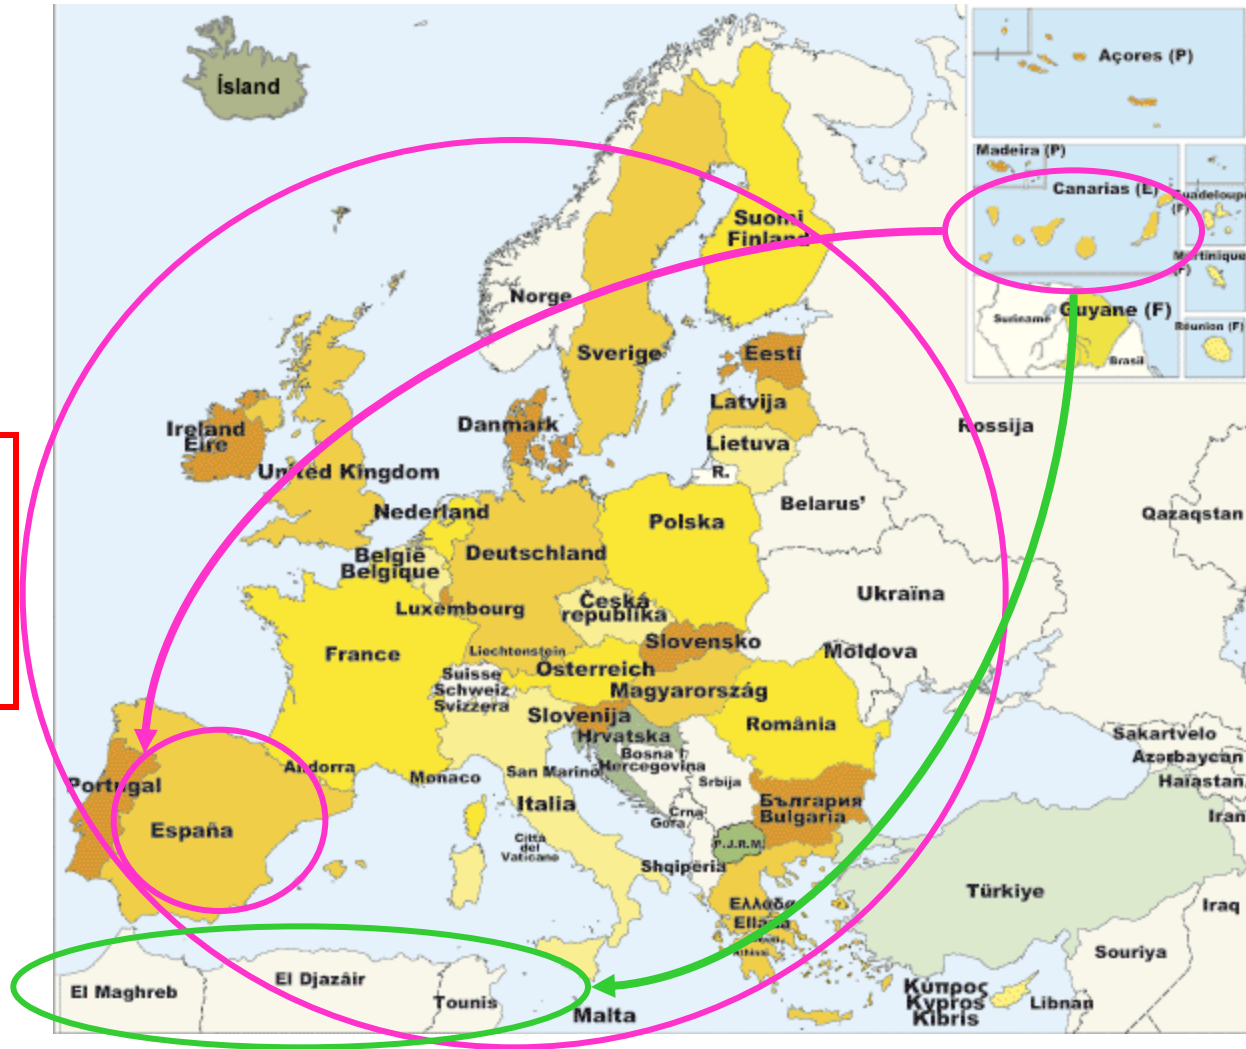 Ísland
Açores (P)
Madeira (P)
Canarias (E)
Guadeloupe
(F)
Martinique
(F)
Guyane (F)
Suriname
Brasil
Réunion (F)
Suomi
Finland
Norge
Sverige
Eesti
Latvija
Lietuva
R.
Danmark
Ireland
Éire
United Kingdom
Rossija
Belarus'
Qazaqstan
Nederland
België
Belgique
Deutschland
Polska
Luxembourg
Česká
republika
Ukraïna
Slovensko
France
Liechtenstein
Österreich
Moldova
Suisse
Schweiz
Svizzera
Magyarország
Slovenija
România
Hrvatska
Sakartvelo
Azərbaycan
Haïastan
Iran
Andorra
Monaco
San Marino
Bosna i
Hercegovina
Srbija
Portugal
España
Italia
Crna
Gora
България
Bulgaria
Città
del
Vaticano
P.J.R.M.
Shqipëria
Türkiye
Iraq
Ελλάδα
Ellada
Souriya
El Maghreb
El Djazâir
Tounis
Malta
Κύπρος
Kypros
Kibris
Libnan